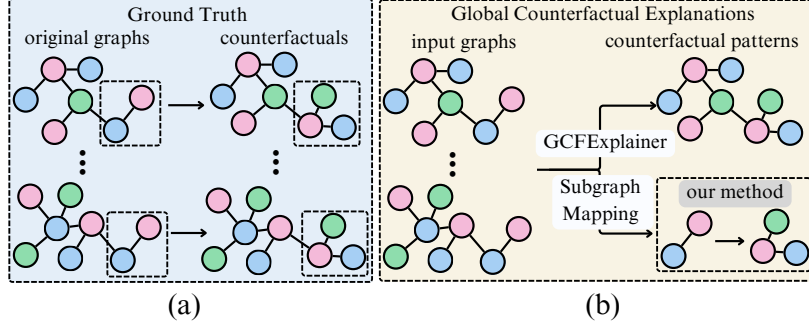 Ground Truth
original graphs
counterfactuals
(a)
Global Counterfactual Explanations
input graphs
counterfactual patterns
GCFExplainer
Subgraph
Mapping
our method
(b)